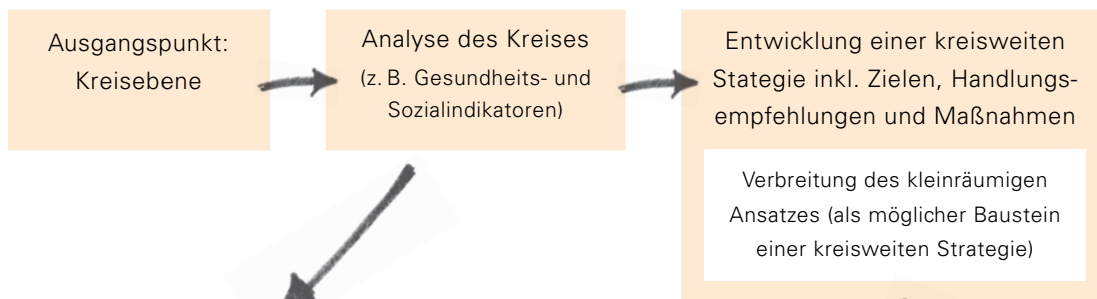 Ausgangspunkt:
Kreisebene
Analyse des Kreises
(z. B. Gesundheits- und
Sozialindikatoren)
Entwicklung einer kreisweiten
Stategie inkl. Zielen, Handlungs-
empfehlungen und Maßnahmen
Verbreitung des kleinräumigen
Ansatzes (als möglicher Baustein
einer kreisweiten Strategie)